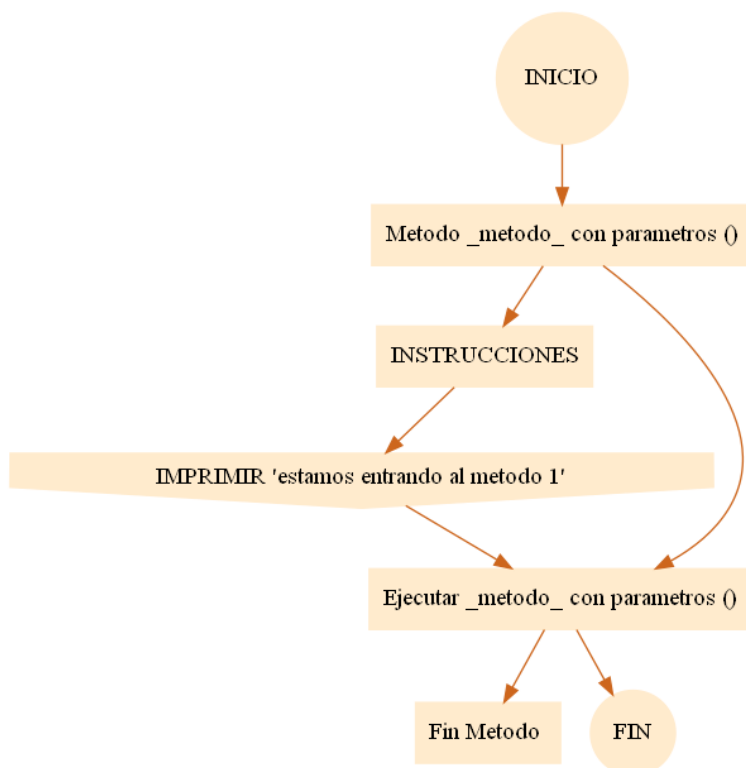 INICIO
Metodo _metodo_ con parametros ()
INSTRUCCIONES
IMPRIMIR 'estamos entrando al metodo 1'
Ejecutar _metodo_ con parametros ()
Fin Metodo
FIN